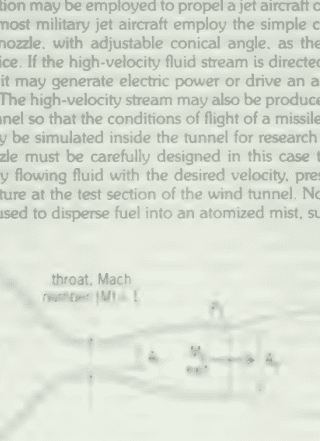 tion may be employed to propel a jet aircraft o
most military jet aircraft employ the simple c
nozzle, with adjustable conical angle, as the
ice. If the high-velocity fluid stream is directed
it may generate electric power or drive an a
The high-velocity stream may also be produce
nnel so that the conditions of flight of a missile
y be simulated inside the tunnel for research
zle must be carefully designed in this case t
y flowing fluid with the desired velocity, pres
ture at the test section of the wind tunnel. No
used to disperse fuel into an atomized mist, su
throat, Mach
number (M) = 1